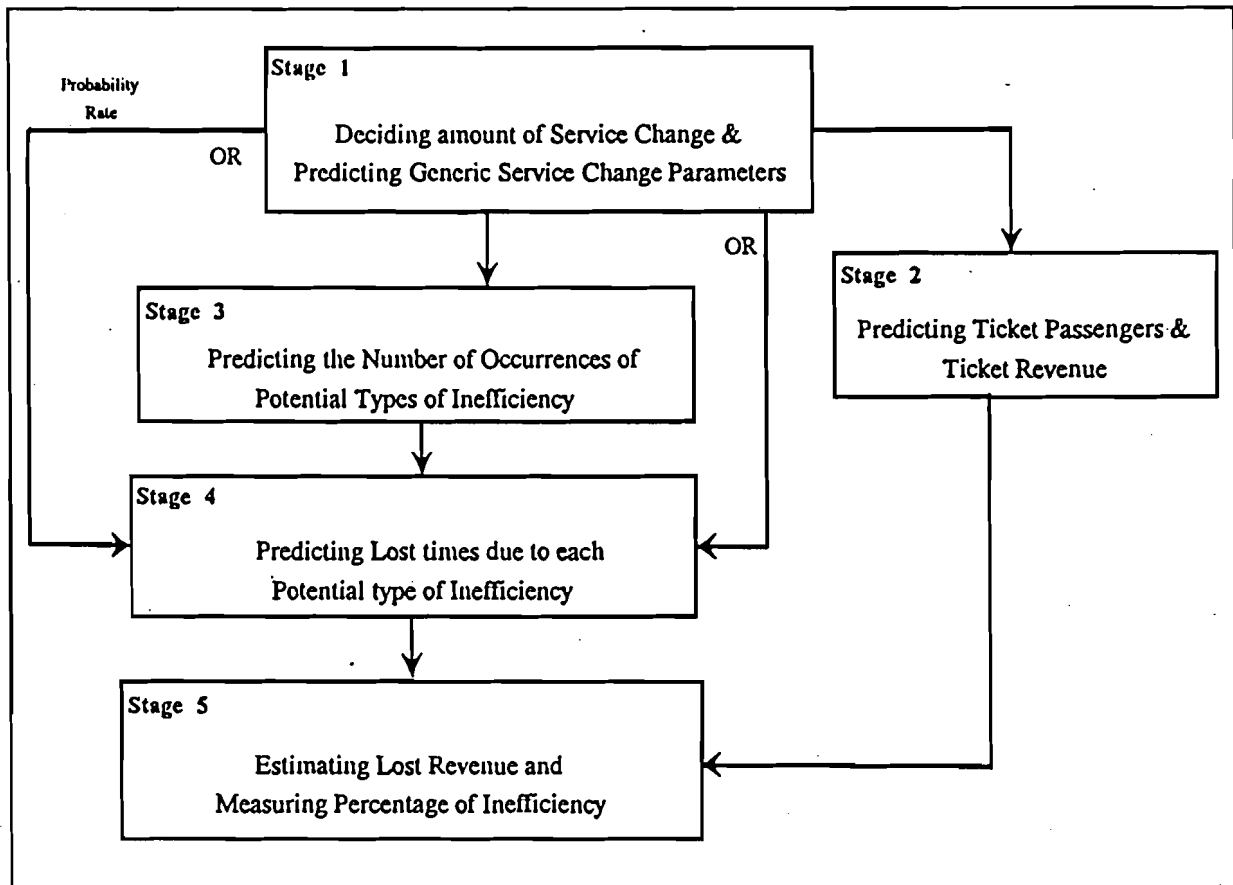 Stage 1
Probability
Rate
Deciding amount of Service Change &
Predicting Generic Service Change Parameters
OR
OR
Stage 2
Predicting Ticket Passengers &
Ticket Revenue
Stage 3
Predicting the Number of Occurrences of
Potential Types of Inefficiency
Stage 4
Predicting Lost times due to each
Potential type of Inefficiency
Stage 5
Estimating Lost Revenue and
Measuring Percentage of Inefficiency